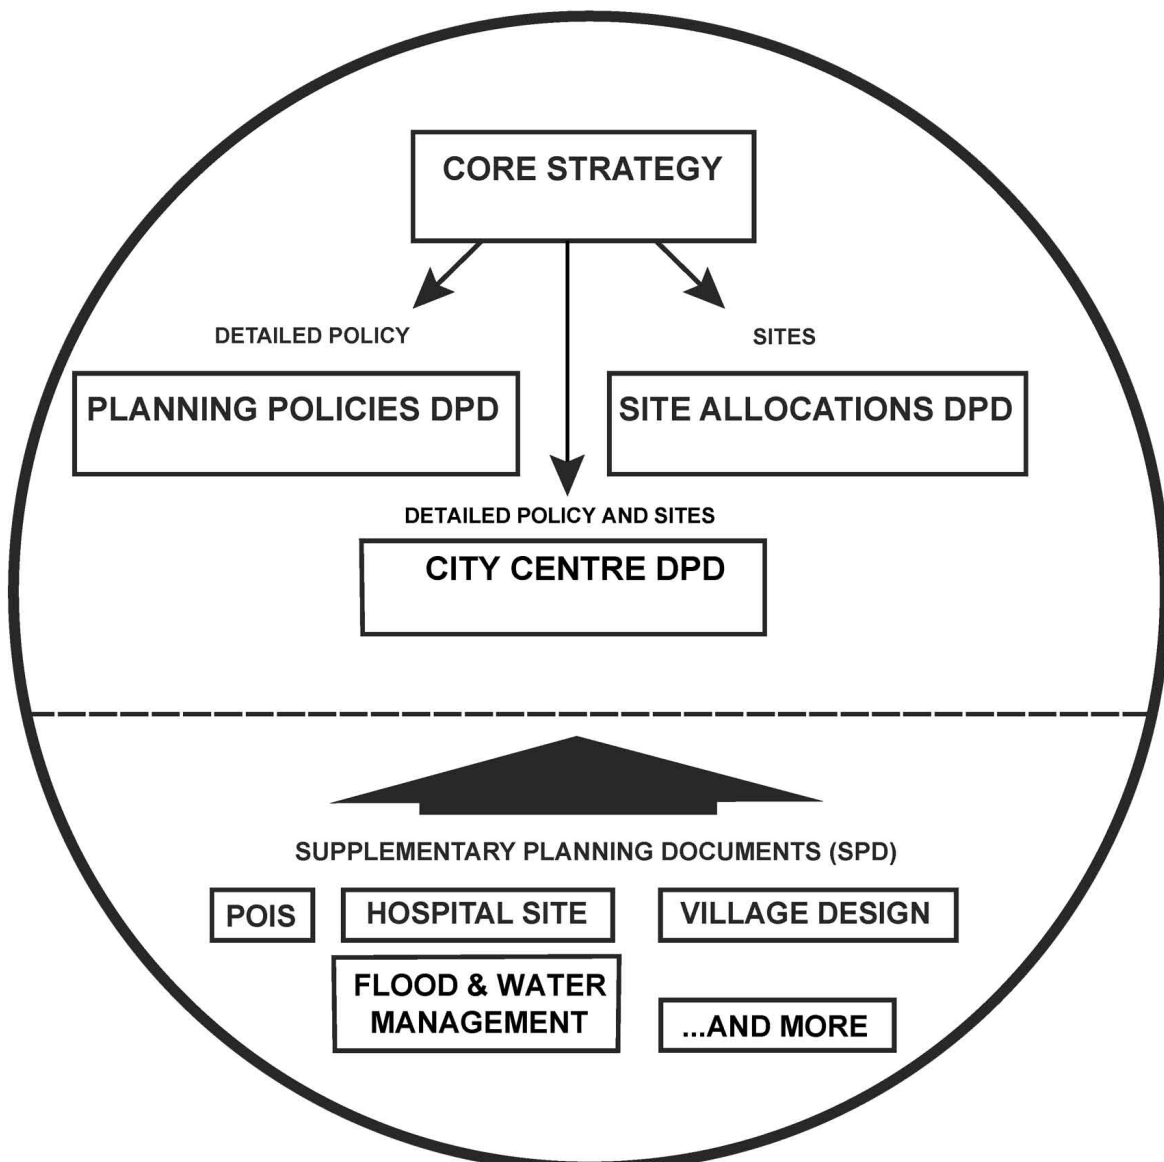 CORE STRATEGY
DETAILED POLICY
SITES
PLANNING POLICIES DPD
SITE ALLOCATIONS DPD
DETAILED POLICY AND SITES
CITY CENTRE DPD
SUPPLEMENTARY PLANNING DOCUMENTS (SPD)
POIS
HOSPITAL SITE
VILLAGE DESIGN
FLOOD & WATER
MANAGEMENT
...AND MORE